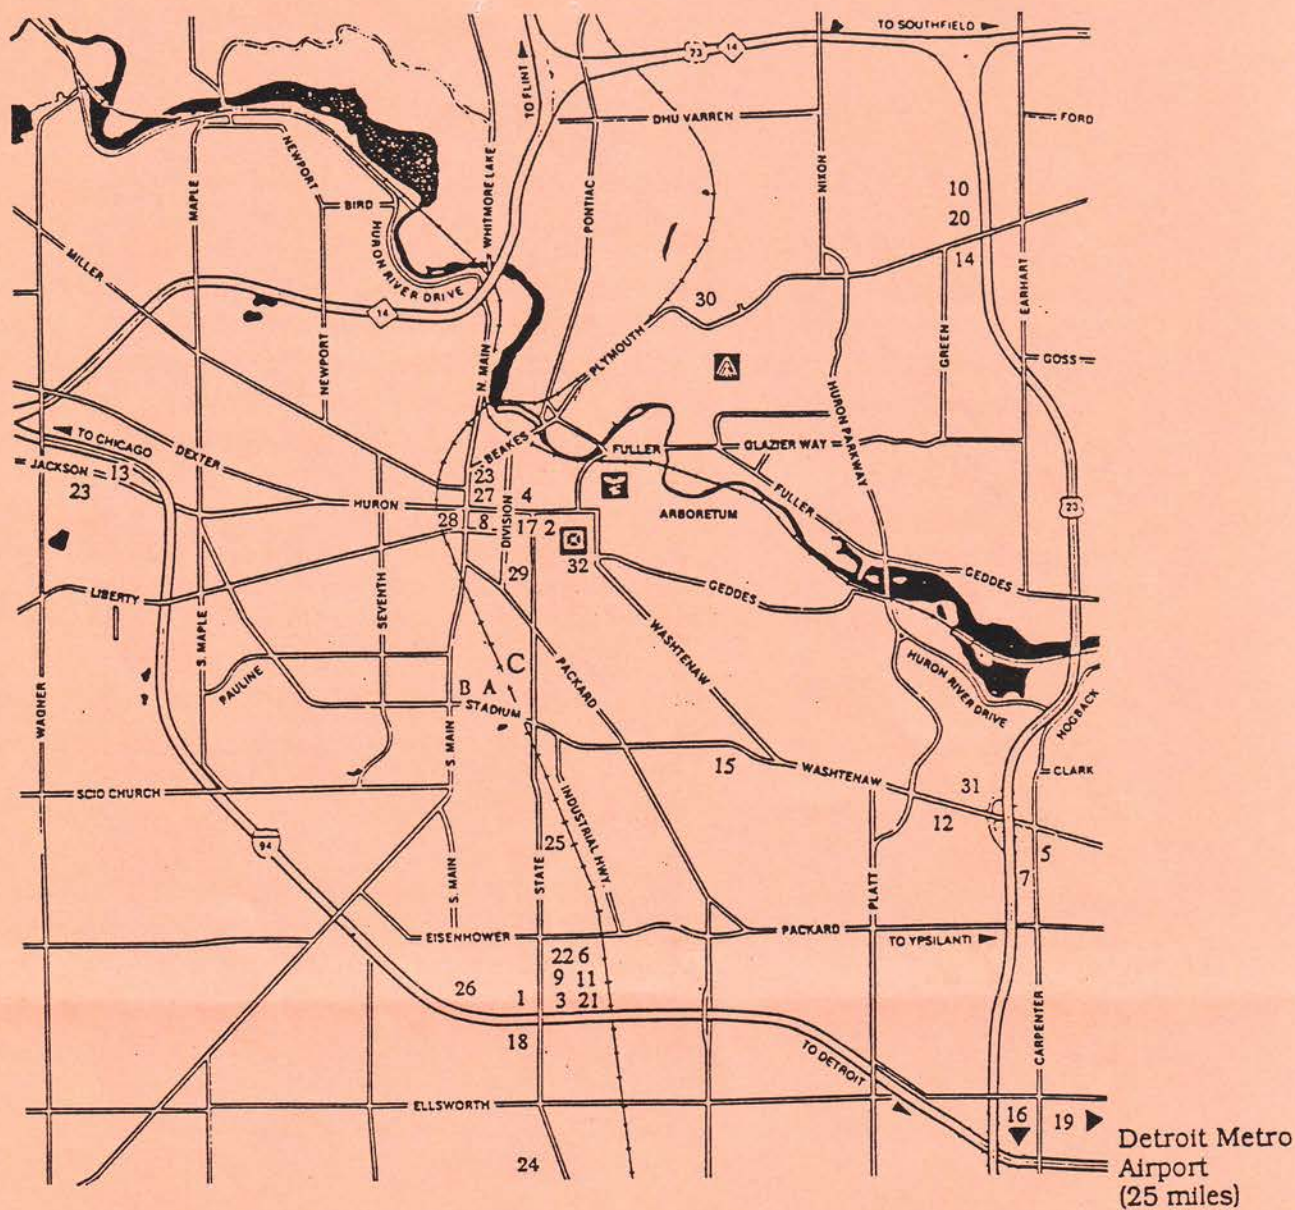 TO SOUTHFIELD
23
14
TO FLINT
DHU VARREN
FORD
NEWPORT
WHITMORE LAKE
PONTIAC
NIXON
MAPLE
BIRD
HURON RIVER DRIVE
10
20
14
MILLER
EARHART
30
14
PLYMOUTH
GREEN
GOSS
NEWPORT
N. MAIN
HURON PARKWAY
TO CHICAGO
DEXTER
BEAKES
FULLER
GLAZIER WAY
JACKSON
13
23
23
27
4
HURON
DIVISION
FULLER
ARBORETUM
23
28
8
17
2
32
29
GEDDES
GEDDES
LIBERTY
SEVENTH
S. MAPLE
WASHTENAW
PAULINE
C
B A
PACKARD
STADIUM
HURON RIVER DRIVE
HOGBACK
WAGNER
S. MAIN
15
WASHTENAW
CLARK
SCIO CHURCH
31
INDUSTRIAL HWY.
12
94
25
5
S. MAIN
STATE
PLATT
7
EISENHOWER
PACKARD
TO YPSILANTI
22 6
9 11
26
1
3 21
18
CARPENTER
TO DETROIT
ELLSWORTH
16
19
24
Detroit Metro
Airport
(25 miles)